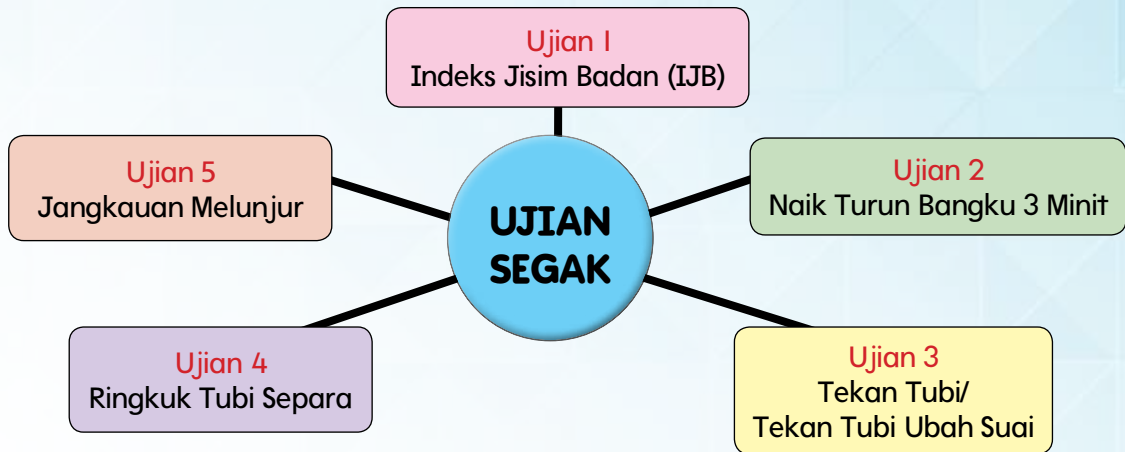 Ujian 1
Indeks Jisim Badan (IJB)
Ujian 5
Jangkauan Melunjur
Ujian 2
Naik Turun Bangku 3 Minit
UJIAN
SEGAK
Ujian 4
Ringkuk Tubi Separa
Ujian 3
Tekan Tubi/
Tekan Tubi Ubah Suai